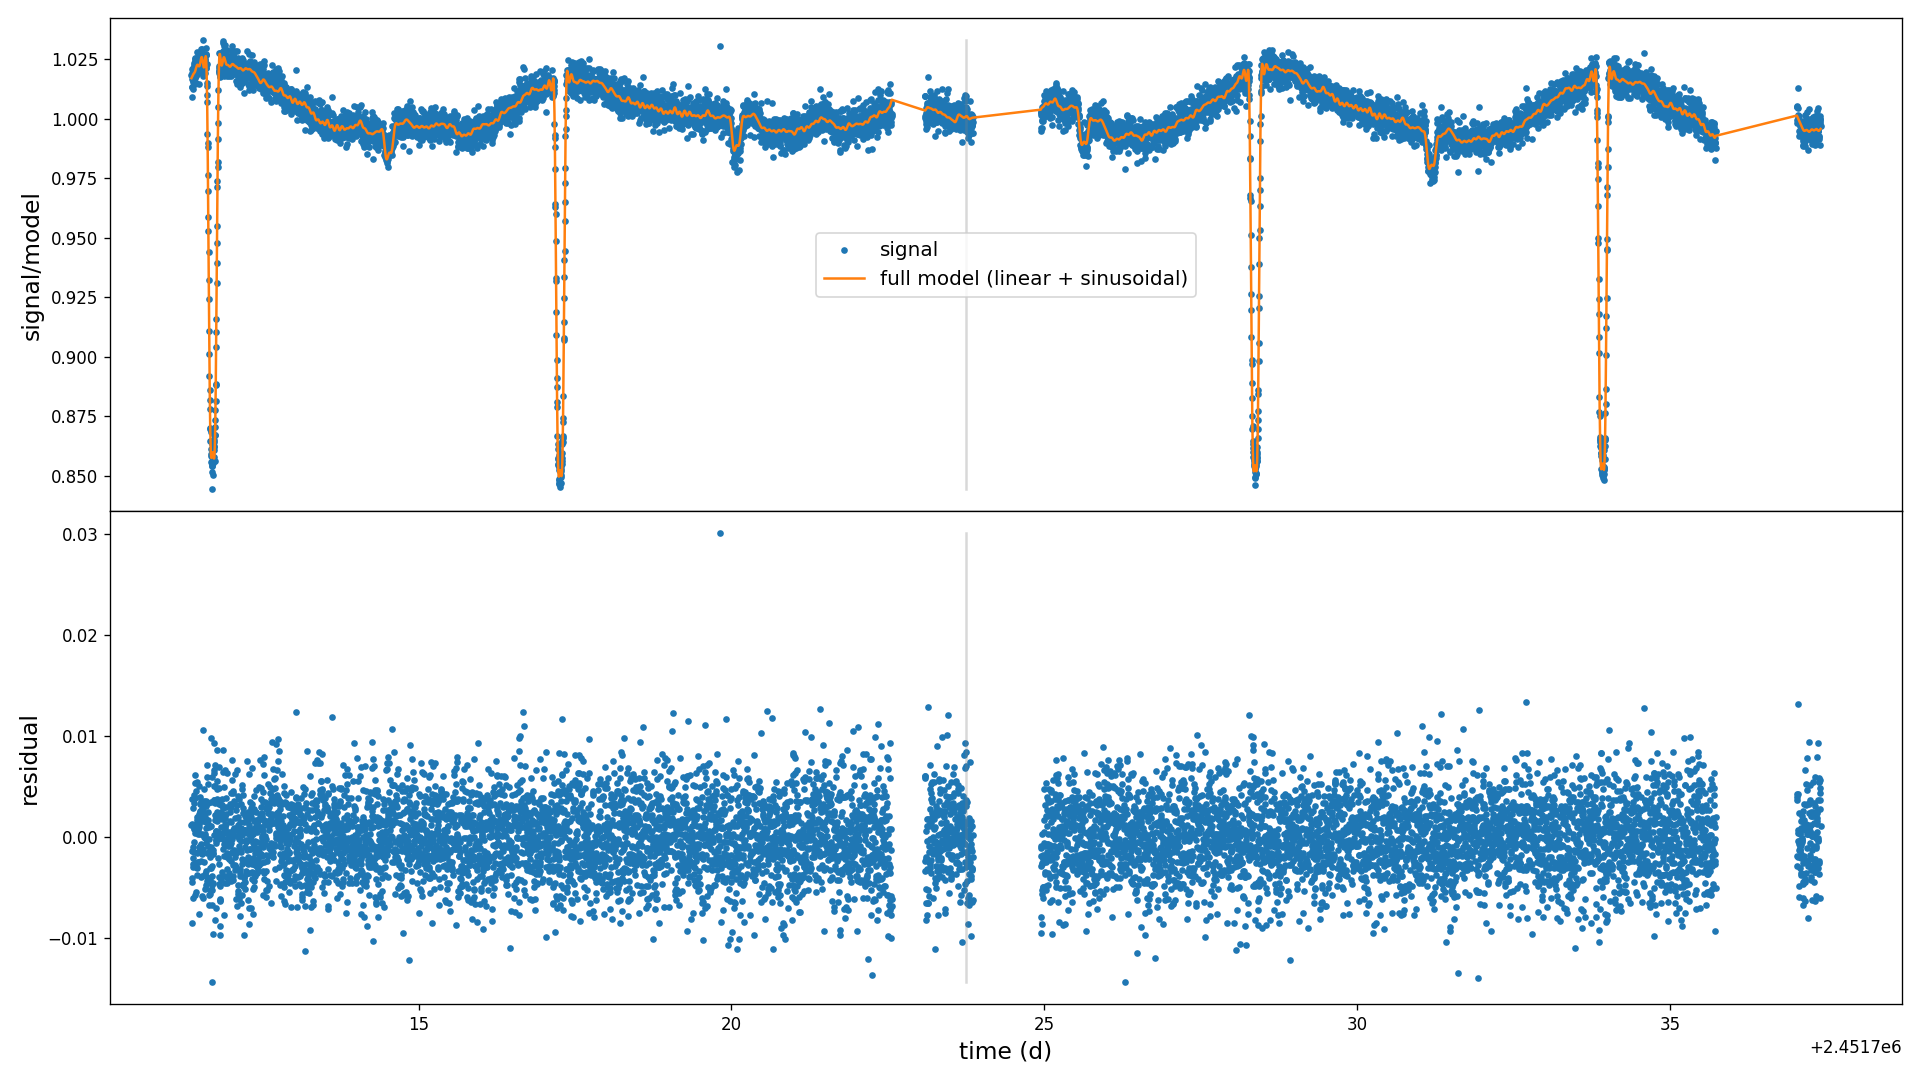 signal/model
1.025
1.000
0.975
0.950
0.925
0.900
0.875
0.850
signal
full model (linear + sinusoidal)
residual
0.03
0.02
0.01
0.00
−0.01
15 20 25 30 35
time (d)
+2.4517e6